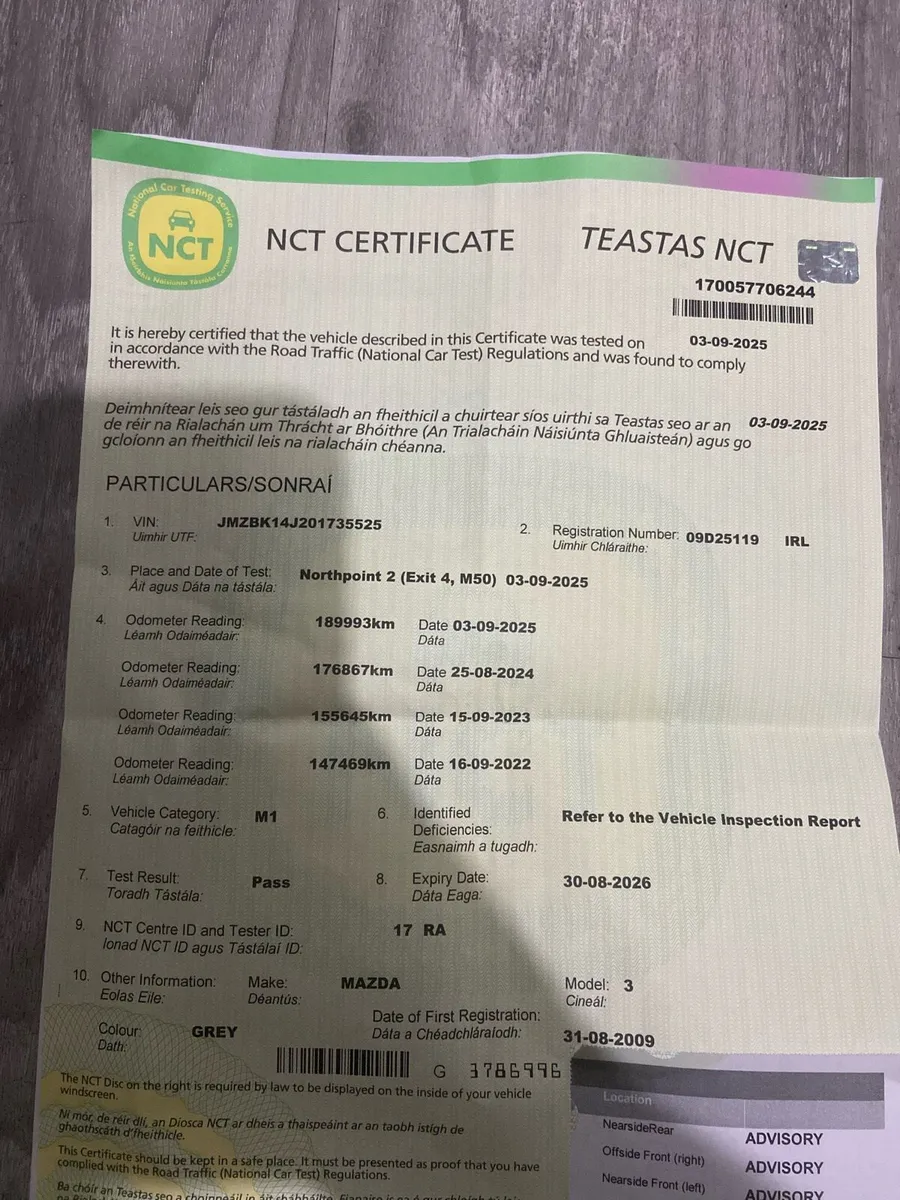 National Car Testing Service
NCT
An tSeirbhís Náisiúnta Tástála Carranna
NCT CERTIFICATE
TEASTAS NCT
170057706244
It is hereby certified that the vehicle described in this Certificate was tested on 03-09-2025
in accordance with the Road Traffic (National Car Test) Regulations and was found to comply
therewith.
Deimhnítear leis seo gur tástáladh an fheithicil a chuirtear síos uirthi sa Teastas seo ar an 03-09-2025
de réir na Rialachán um Thrácht ar Bhóithre (An Trialacháin Náisiúnta Ghluaisteán) agus go
gcloíonn an fheithicil leis na rialacháin chéanna.
PARTICULARS/SONRAÍ
1. VIN: JMZBK14J201735525
Uimhir UTF:
2. Registration Number: 09D25119 IRL
Uimhir Chláraithe:
3. Place and Date of Test: Northpoint 2 (Exit 4, M50) 03-09-2025
Áit agus Dáta na tástála:
4. Odometer Reading: 189993km Date 03-09-2025
Léamh Odaiméadair: Dáta
Odometer Reading: 176867km Date 25-08-2024
Léamh Odaiméadair: Dáta
Odometer Reading: 155645km Date 15-09-2023
Léamh Odaiméadair: Dáta
Odometer Reading: 147469km Date 16-09-2022
Léamh Odaiméadair: Dáta
5. Vehicle Category: M1
Catagóir na feithicle:
6. Identified
Deficiencies: Refer to the Vehicle Inspection Report
Easnaimh a tugadh:
7. Test Result: Pass
Toradh Tástála:
8. Expiry Date: 30-08-2026
Dáta Eaga:
9. NCT Centre ID and Tester ID: 17 RA
Ionad NCT ID agus Tástálaí ID:
10. Other Information: Make: MAZDA Model: 3
Eolas Eile: Déantús: Cineál:
Colour: GREY
Dath:
Date of First Registration:
Dáta a Chéadchláraíodh: 31-08-2009
G 3786996
The NCT Disc on the right is required by law to be displayed on the inside of your vehicle
windscreen.
Ní mór, de réir dlí, an Diosca NCT ar dheis a thaispeáint ar an taobh istigh de
ghaothscáth d'fheithicle.
This Certificate should be kept in a safe place. It must be presented as proof that you have
complied with the Road Traffic (National Car Test) Regulations.
Ba chóir an Teastas seo a choinneáil in áit shábháilte.
Location
NearsideRear ADVISORY
Offside Front (right) ADVISORY
Nearside Front (left) ADVISORY